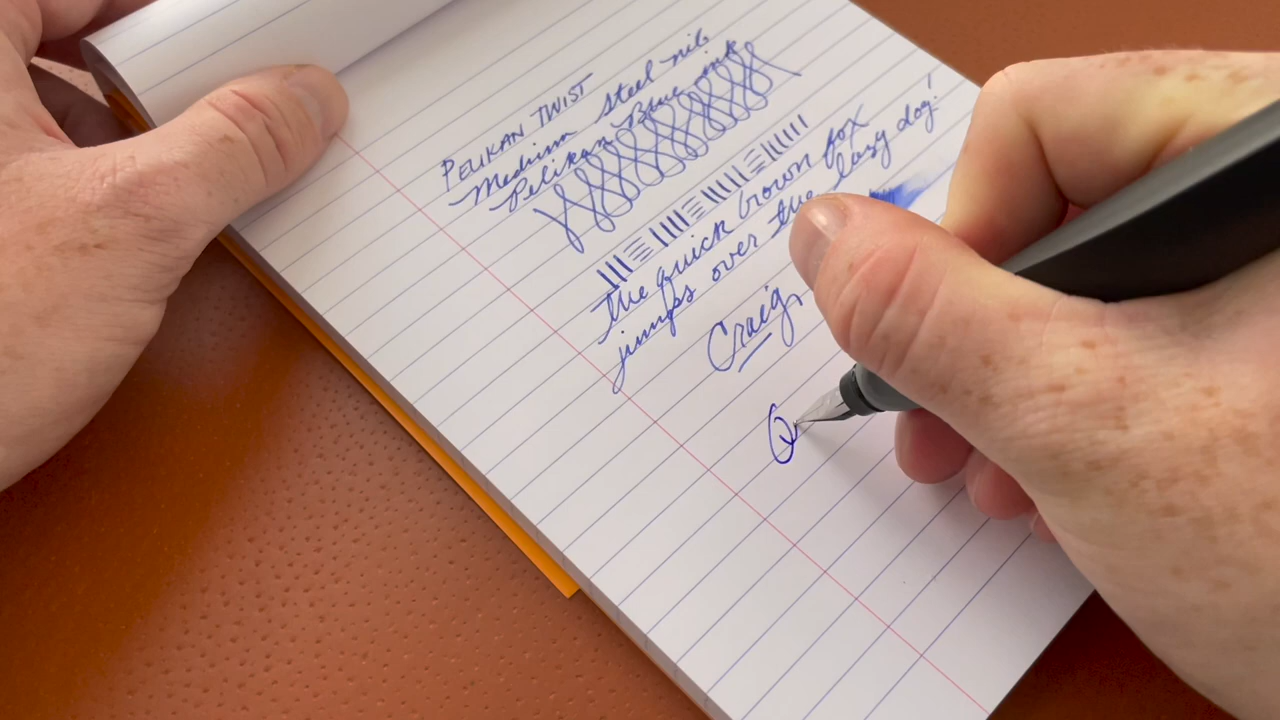 PELIKAN TWIST
Medium Steel nib
Pelikan Blue ink
The quick brown fox
jumps over the lazy dog!
Craig
Q